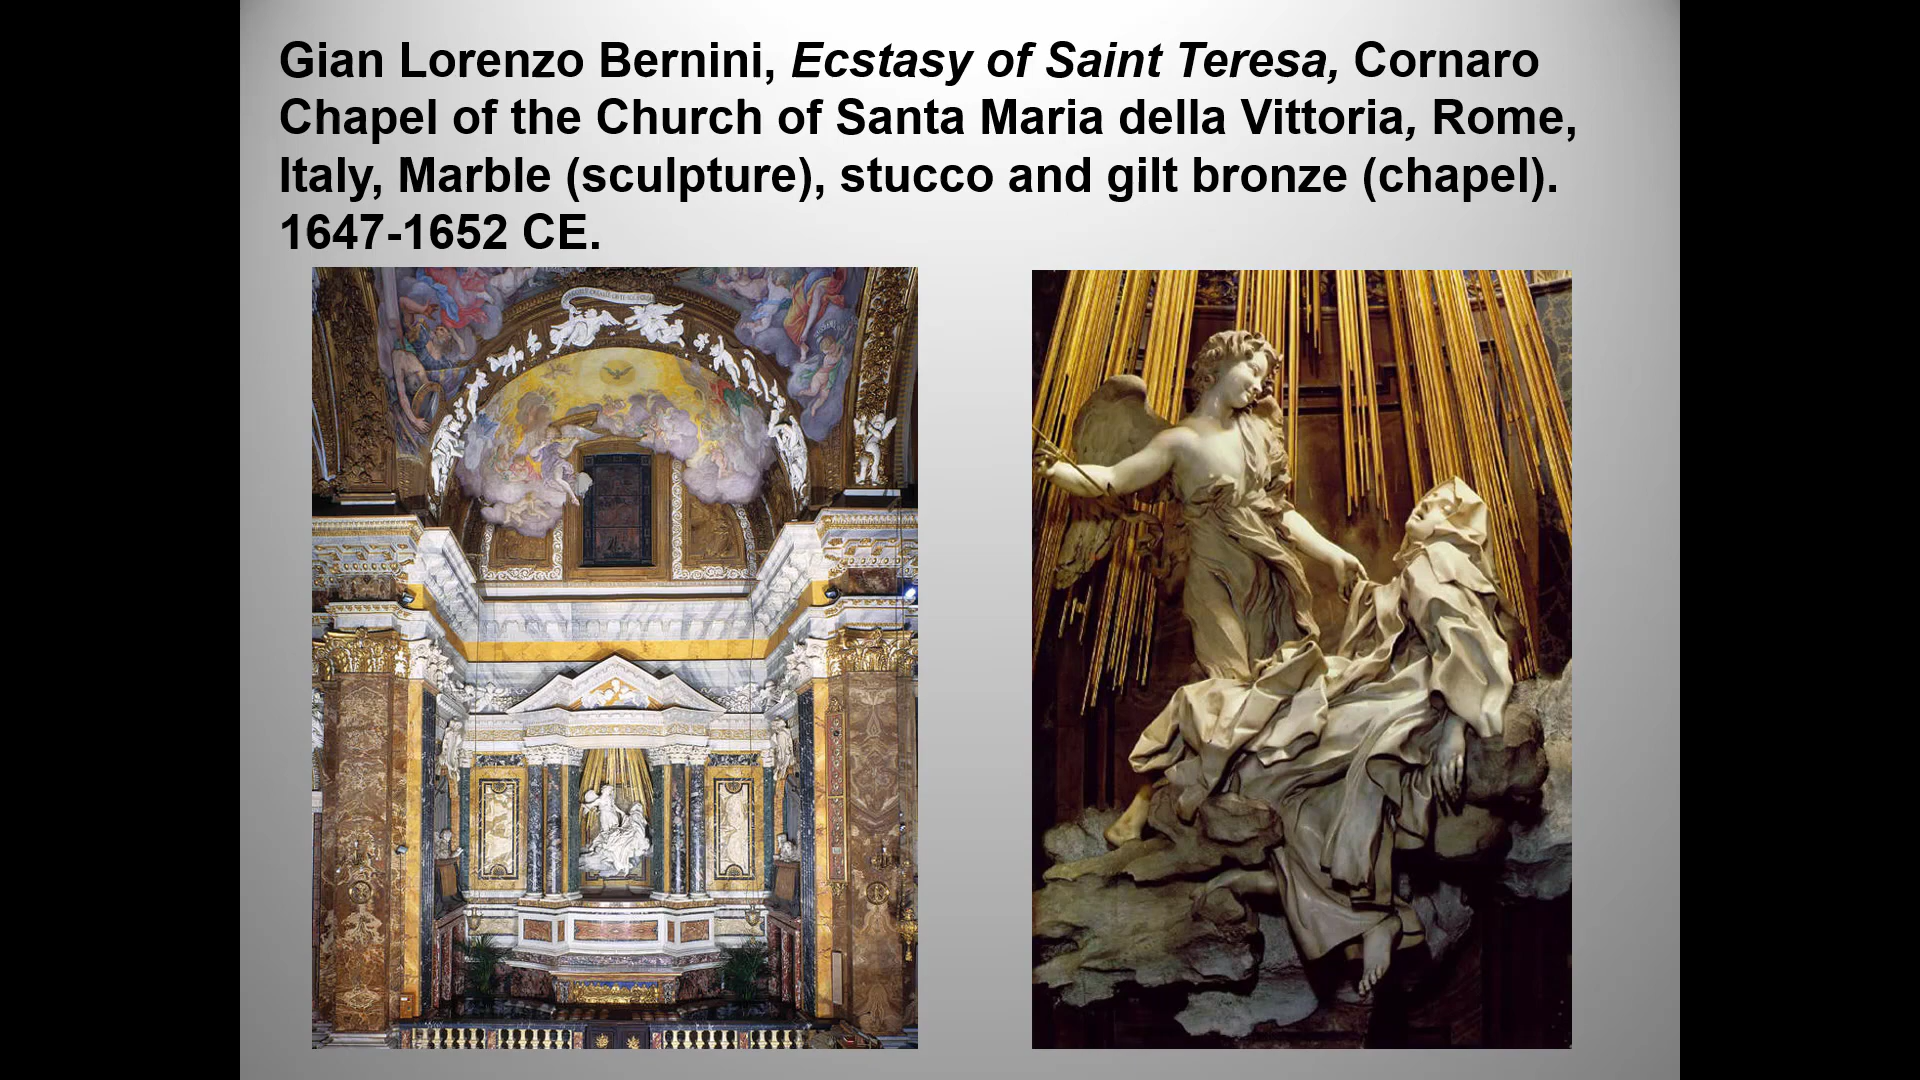 Gian Lorenzo Bernini, Ecstasy of Saint Teresa, Cornaro
Chapel of the Church of Santa Maria della Vittoria, Rome,
Italy, Marble (sculpture), stucco and gilt bronze (chapel).
1647-1652 CE.